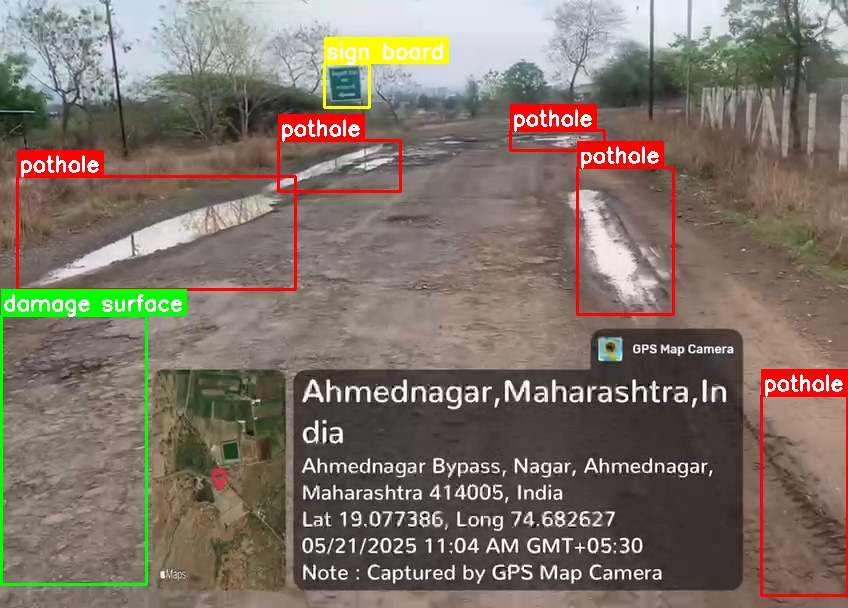 sign board
pothole
pothole
pothole
pothole
damage surface
GPS Map Camera
pothole
Ahmednagar,Maharashtra,In
dia
Ahmednagar Bypass, Nagar, Ahmednagar,
Maharashtra 414005, India
Lat 19.077386, Long 74.682627
05/21/2025 11:04 AM GMT+05:30
Note : Captured by GPS Map Camera
Maps